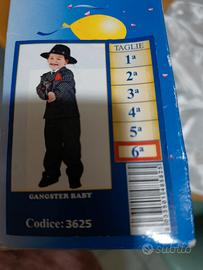 TAGLIE
1ª
2ª
3ª
4ª
5ª
6ª
GANGSTER BABY
Codice: 3625
subito